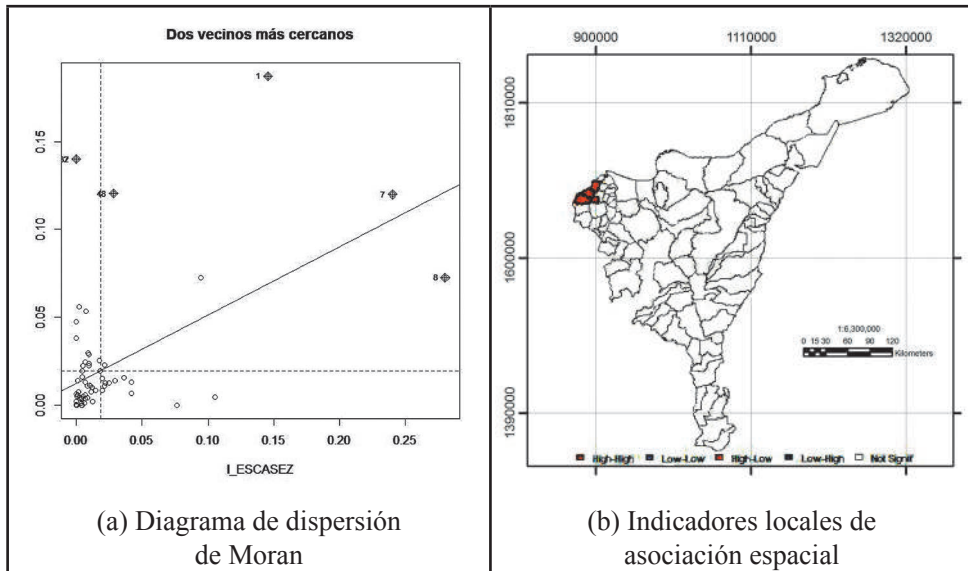 Dos vecinos más cercanos
1
48
7
8
0.15
0.10
0.05
0.00
0.00 0.05 0.10 0.15 0.20 0.25
I_ESCASEZ
(a) Diagrama de dispersión
de Moran
900000 1110000 1320000
1810000
1600000
1390000
1:6,300,000
0 15 30 60 90 120
Kilometers
High-High Low-Low High-Low Low-High Not Signif
(b) Indicadores locales de
asociación espacial